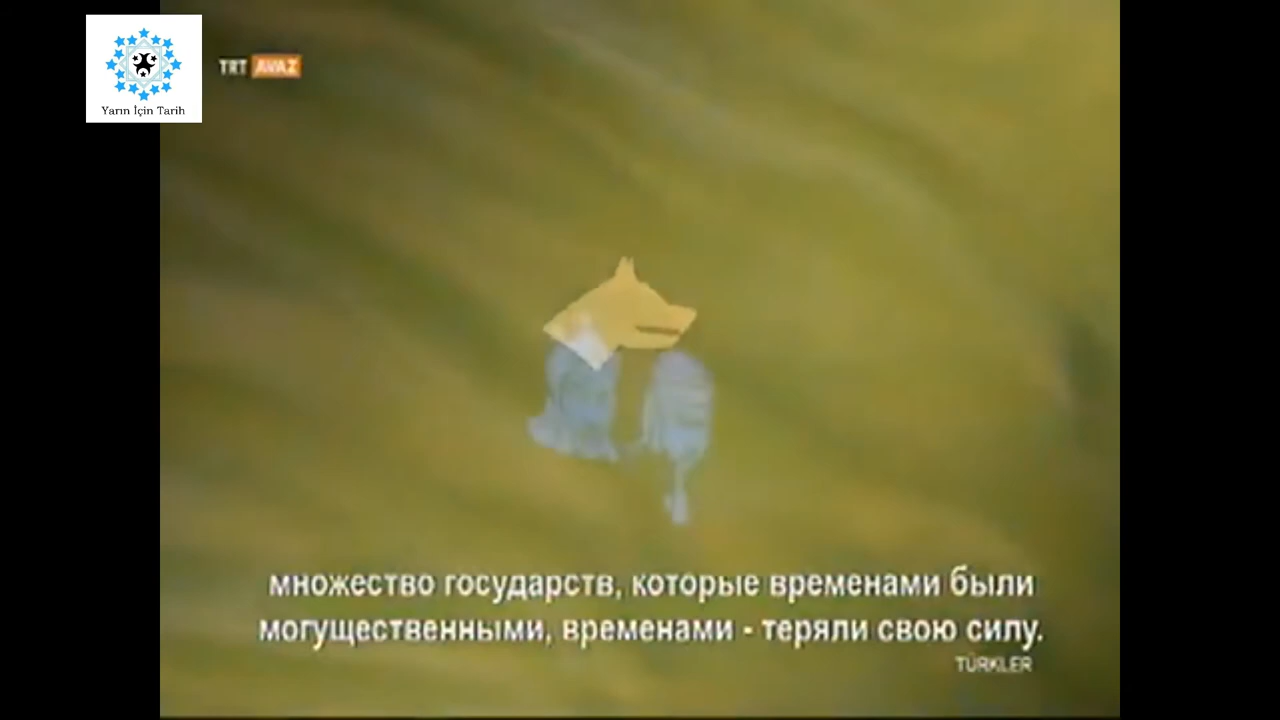 Yarın İçin Tarih
TRT AVAZ
множество государств, которые временами были
могущественными, временами - теряли свою силу.
TÜRKLER